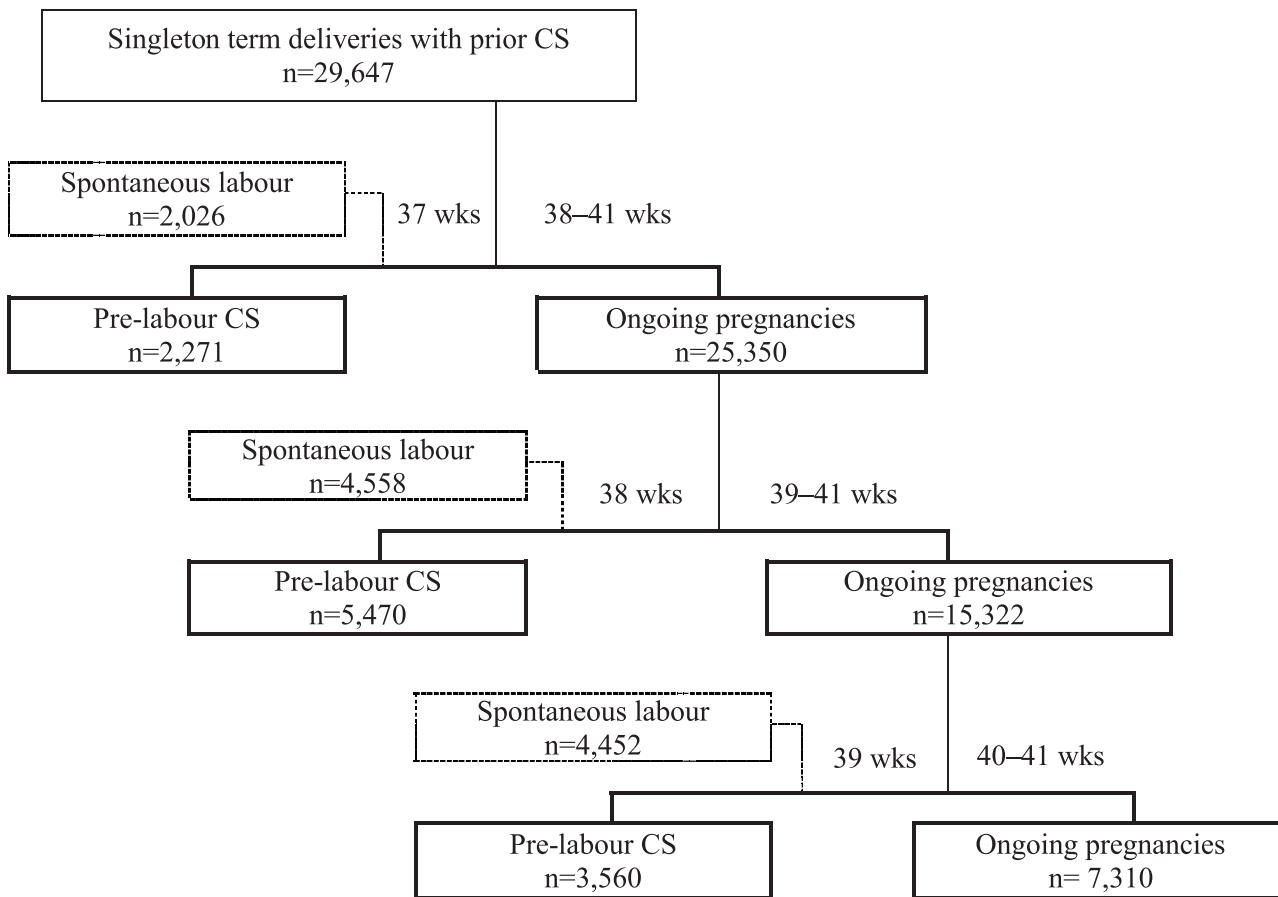 Singleton term deliveries with prior CS
n=29,647
Spontaneous labour
n=2,026
37 wks
38–41 wks
Pre-labour CS
n=2,271
Ongoing pregnancies
n=25,350
Spontaneous labour
n=4,558
38 wks
39–41 wks
Pre-labour CS
n=5,470
Ongoing pregnancies
n=15,322
Spontaneous labour
n=4,452
39 wks
40–41 wks
Pre-labour CS
n=3,560
Ongoing pregnancies
n= 7,310